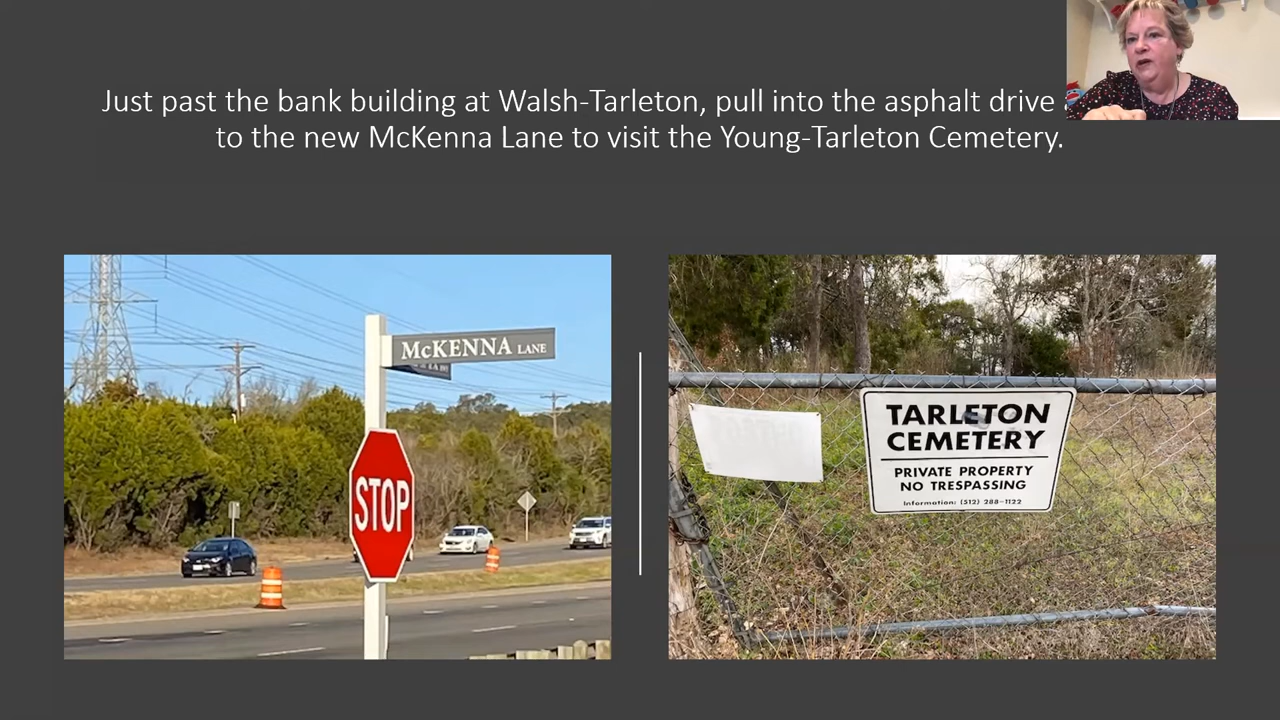 Just past the bank building at Walsh-Tarleton, pull into the asphalt drive
to the new McKenna Lane to visit the Young-Tarleton Cemetery.
McKENNA LANE
STOP
TARLETON
CEMETERY
PRIVATE PROPERTY
NO TRESPASSING
Information: (512) 288-1122